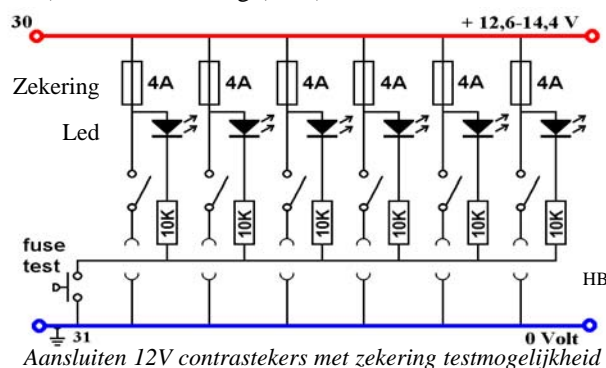 30 + 12,6-14,4 V
Zekering 4A 4A 4A 4A 4A 4A
Led
10K 10K 10K 10K 10K 10K
fuse
test
HB
31 0 Volt
Aansluiten 12V contrastekers met zekering testmogelijkheid